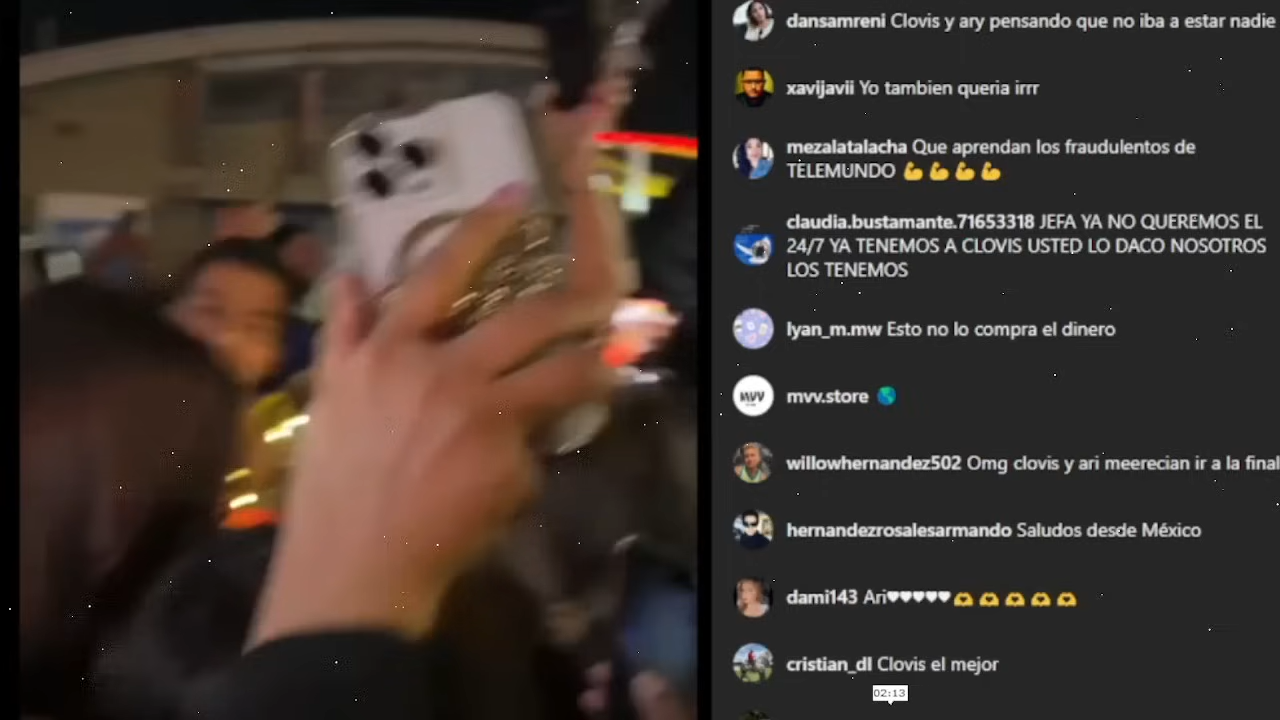 dansamreni Clovis y ary pensando que no iba a estar nadie
xavijavii Yo tambien queria irrr
mezalatalacha Que aprendan los fraudulentos de
TELEMUNDO 💪💪💪💪
claudia.bustamante.71653318 JEFA YA NO QUEREMOS EL
24/7 YA TENEMOS A CLOVIS USTED LO DACO NOSOTROS
LOS TENEMOS
lyan_m.mw Esto no lo compra el dinero
MVV
mvv.store 🌎
willowhernandez502 Omg clovis y ari meerecian ir a la final
hernandezrosalesarmando Saludos desde México
dami143 Ari♥♥♥♥♥🫶🫶🫶🫶🫶
cristian_dl Clovis el mejor
02:13